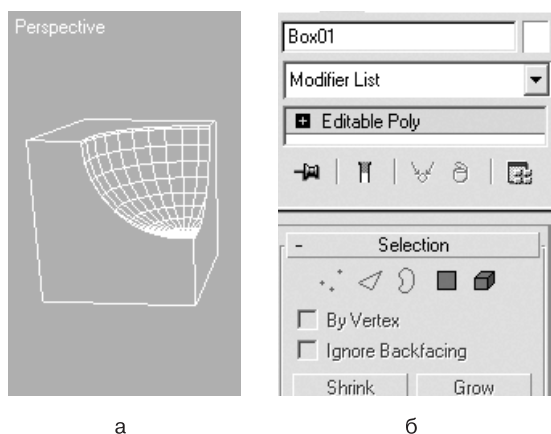 Perspective
Box01
Modifier List
Editable Poly
- Selection
By Vertex
Ignore Backfacing
Shrink Grow
а б